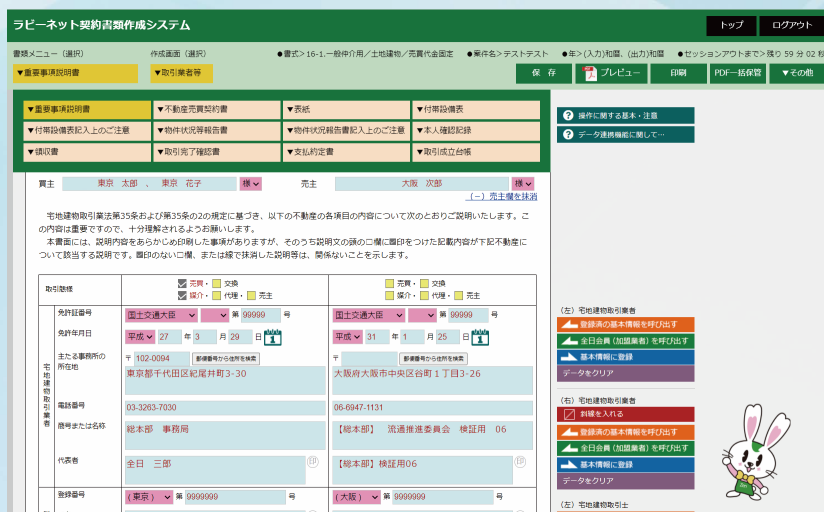 ラビーネット契約書類作成システム
トップ ログアウト
書類メニュー（選択） 作成画面（選択） ●書式>16-1.一般仲介用／土地建物／売買代金固定 ●案件名>テストテスト ●年>(入力)和暦、(出力)和暦 ●セッションアウトまで>残り 59 分 02 秒
▼重要事項説明書 ▼取引業者等 保 存 プレビュー 印刷 PDF一括保管 ▼その他
▼重要事項説明書 ▼不動産売買契約書 ▼表紙 ▼付帯設備表
▼付帯設備表記入上のご注意 ▼物件状況等報告書 ▼物件状況報告書記入上のご注意 ▼本人確認記録
▼領収書 ▼取引完了確認書 ▼支払約定書 ▼取引成立台帳
? 操作に関する基本・注意
? データ連携機能に関して…
買主 東京 太郎 、 東京 花子 様 売主 大阪 次郎 様
(－) 売主欄を抹消
宅地建物取引業法第35条および第35条の2の規定に基づき、以下の不動産の各項目の内容について次のとおりご説明いたします。こ
の内容は重要ですので、十分理解されるようお願いします。
本書面には、説明内容をあらかじめ印刷した事項がありますが、そのうち説明文の頭の□欄に☑印をつけた記載内容が下記不動産に
ついて該当する説明です。☑印のない□欄、または線で抹消した説明等は、関係ないことを示します。
取引態様 売買・ 交換 売買・ 交換
媒介・ 代理・ 売主 媒介・ 代理・ 売主
宅地建物取引業者
免許証番号 国土交通大臣 第 99999 号 国土交通大臣 第 99999 号
免許年月日 平成 27 年 3 月 29 日 1 平成 31 年 1 月 25 日 1
主たる事務所の 〒 102-0094 郵便番号から住所を検索 〒 郵便番号から住所を検索
所在地 東京都千代田区紀尾井町3-30 大阪府大阪市中央区谷町１丁目3-26
電話番号 03-3263-7030 06-6947-1131
商号または名称 総本部 事務局 【総本部】 流通推進委員会 検証用 06
代表者 全日 三郎 印 【総本部】検証用06 印
登録番号 (東京) 第 9999999 号 (大阪) 第 9999999 号
（左）宅地建物取引業者
登録済の基本情報を呼び出す
全日会員（加盟業者）を呼び出す
基本情報に登録
データをクリア
（右）宅地建物取引業者
斜線を入れる
登録済の基本情報を呼び出す
全日会員（加盟業者）を呼び出す
基本情報に登録
データをクリア
（左）宅地建物取引士